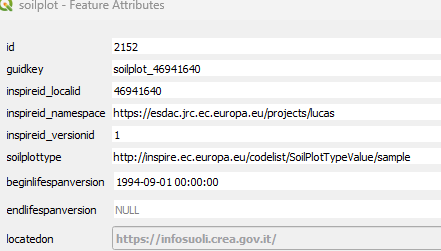 soilplot - Feature Attributes
id 2152
guidkey soilplot_46941640
inspireid_localid 46941640
inspireid_namespace https://esdac.jrc.ec.europa.eu/projects/lucas
inspireid_versionid 1
soilplottype http://inspire.ec.europa.eu/codelist/SoilPlotTypeValue/sample
beginlifespanversion 1994-09-01 00:00:00
endlifespanversion NULL
locatedon https://infosuoli.crea.gov.it/